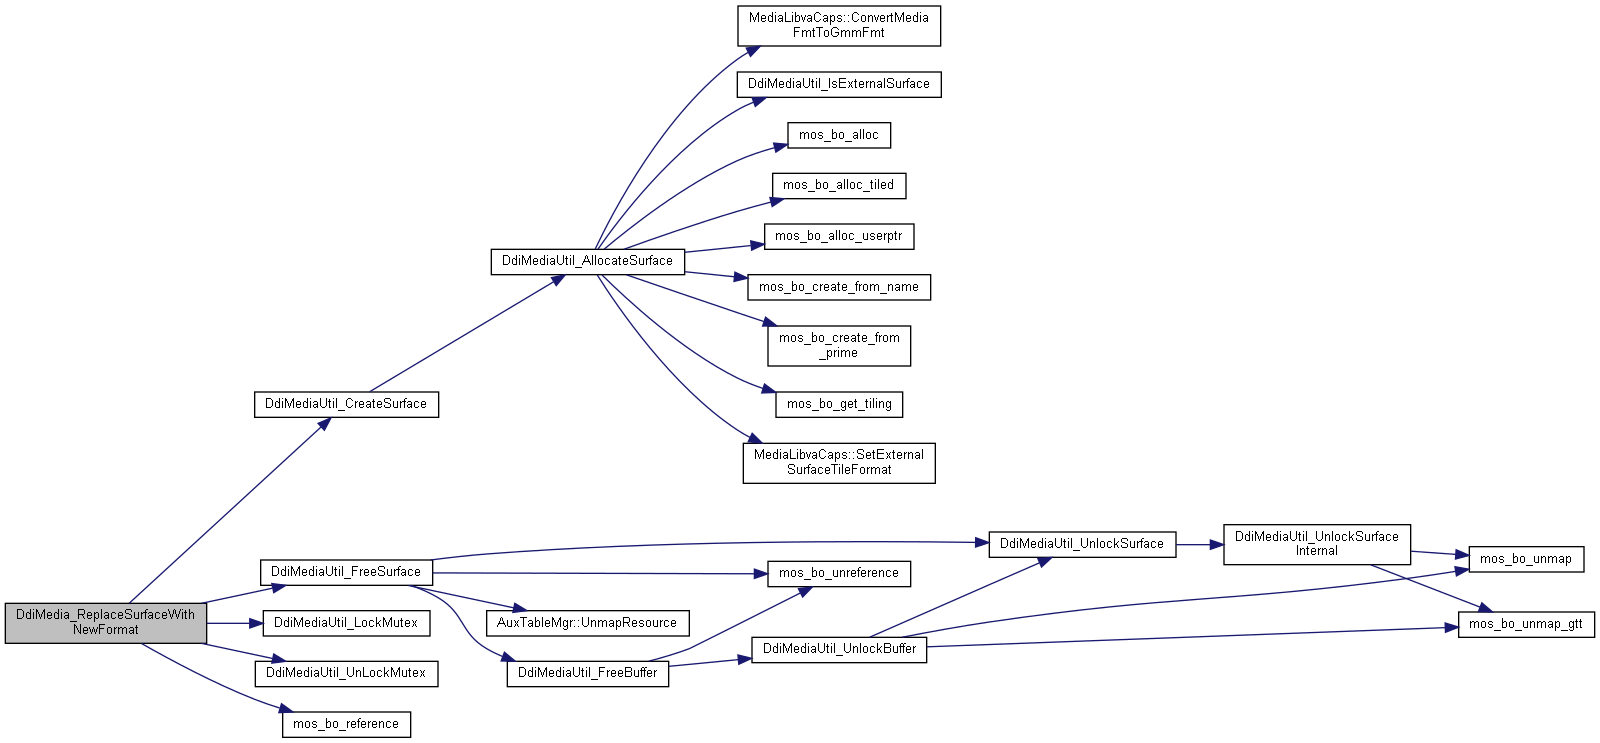 MediaLibvaCaps::ConvertMedia
FmtToGmmFmt
DdiMediaUtil_IsExternalSurface
mos_bo_alloc
mos_bo_alloc_tiled
mos_bo_alloc_userptr
DdiMediaUtil_AllocateSurface
mos_bo_create_from_name
mos_bo_create_from
_prime
DdiMediaUtil_CreateSurface
mos_bo_get_tiling
MediaLibvaCaps::SetExternal
SurfaceTileFormat
DdiMediaUtil_UnlockSurface
DdiMediaUtil_UnlockSurface
Internal
mos_bo_unmap
DdiMediaUtil_FreeSurface
mos_bo_unreference
DdiMedia_ReplaceSurfaceWith
NewFormat
DdiMediaUtil_LockMutex
AuxTableMgr::UnmapResource
mos_bo_unmap_gtt
DdiMediaUtil_UnlockBuffer
DdiMediaUtil_UnLockMutex
DdiMediaUtil_FreeBuffer
mos_bo_reference